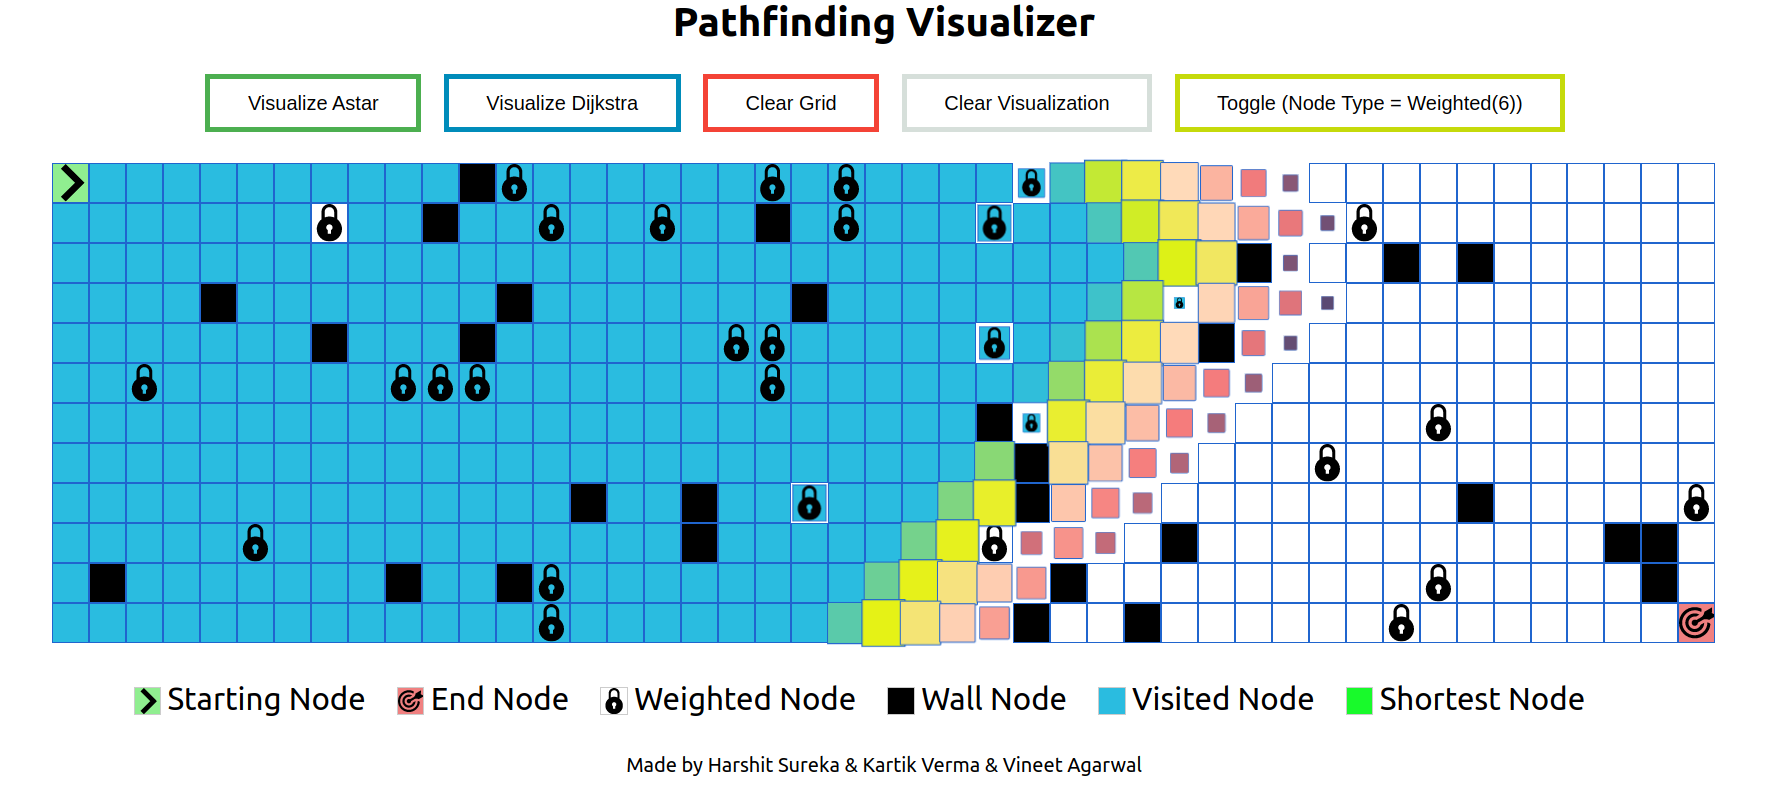 Pathfinding Visualizer
Visualize Astar Visualize Dijkstra Clear Grid Clear Visualization Toggle (Node Type = Weighted(6))
Starting Node End Node Weighted Node Wall Node Visited Node Shortest Node
Made by Harshit Sureka & Kartik Verma & Vineet Agarwal